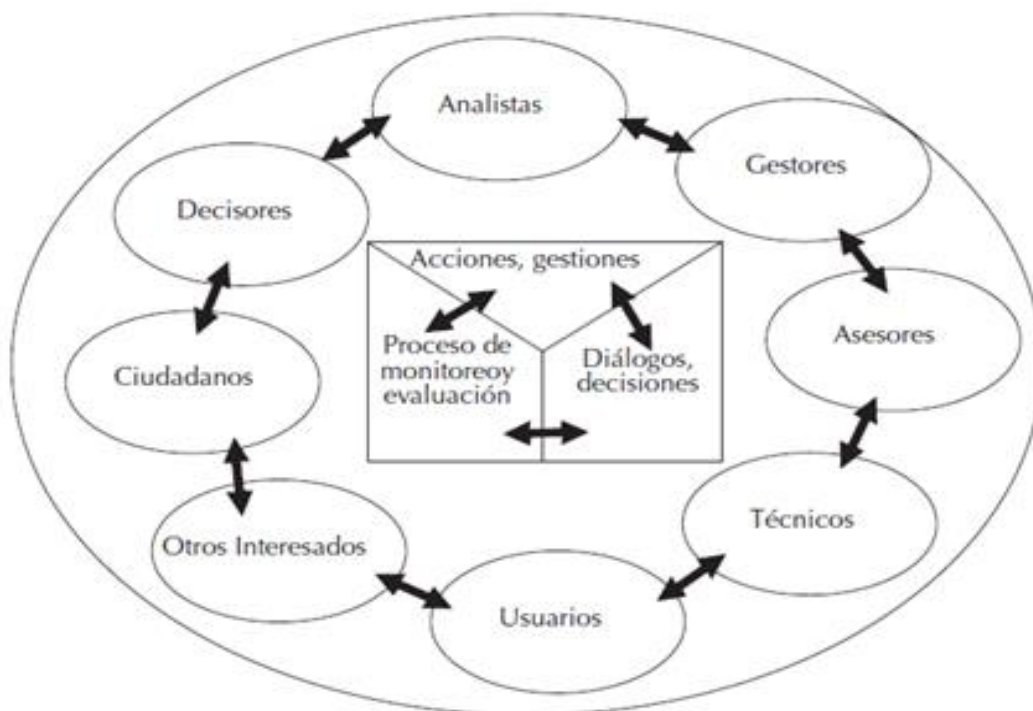 Analistas
Gestores
Decisores
Acciones, gestiones
Asesores
Proceso de
monitoreoy
evaluación
Diálogos,
decisiones
Ciudadanos
Técnicos
Otros Interesados
Usuarios